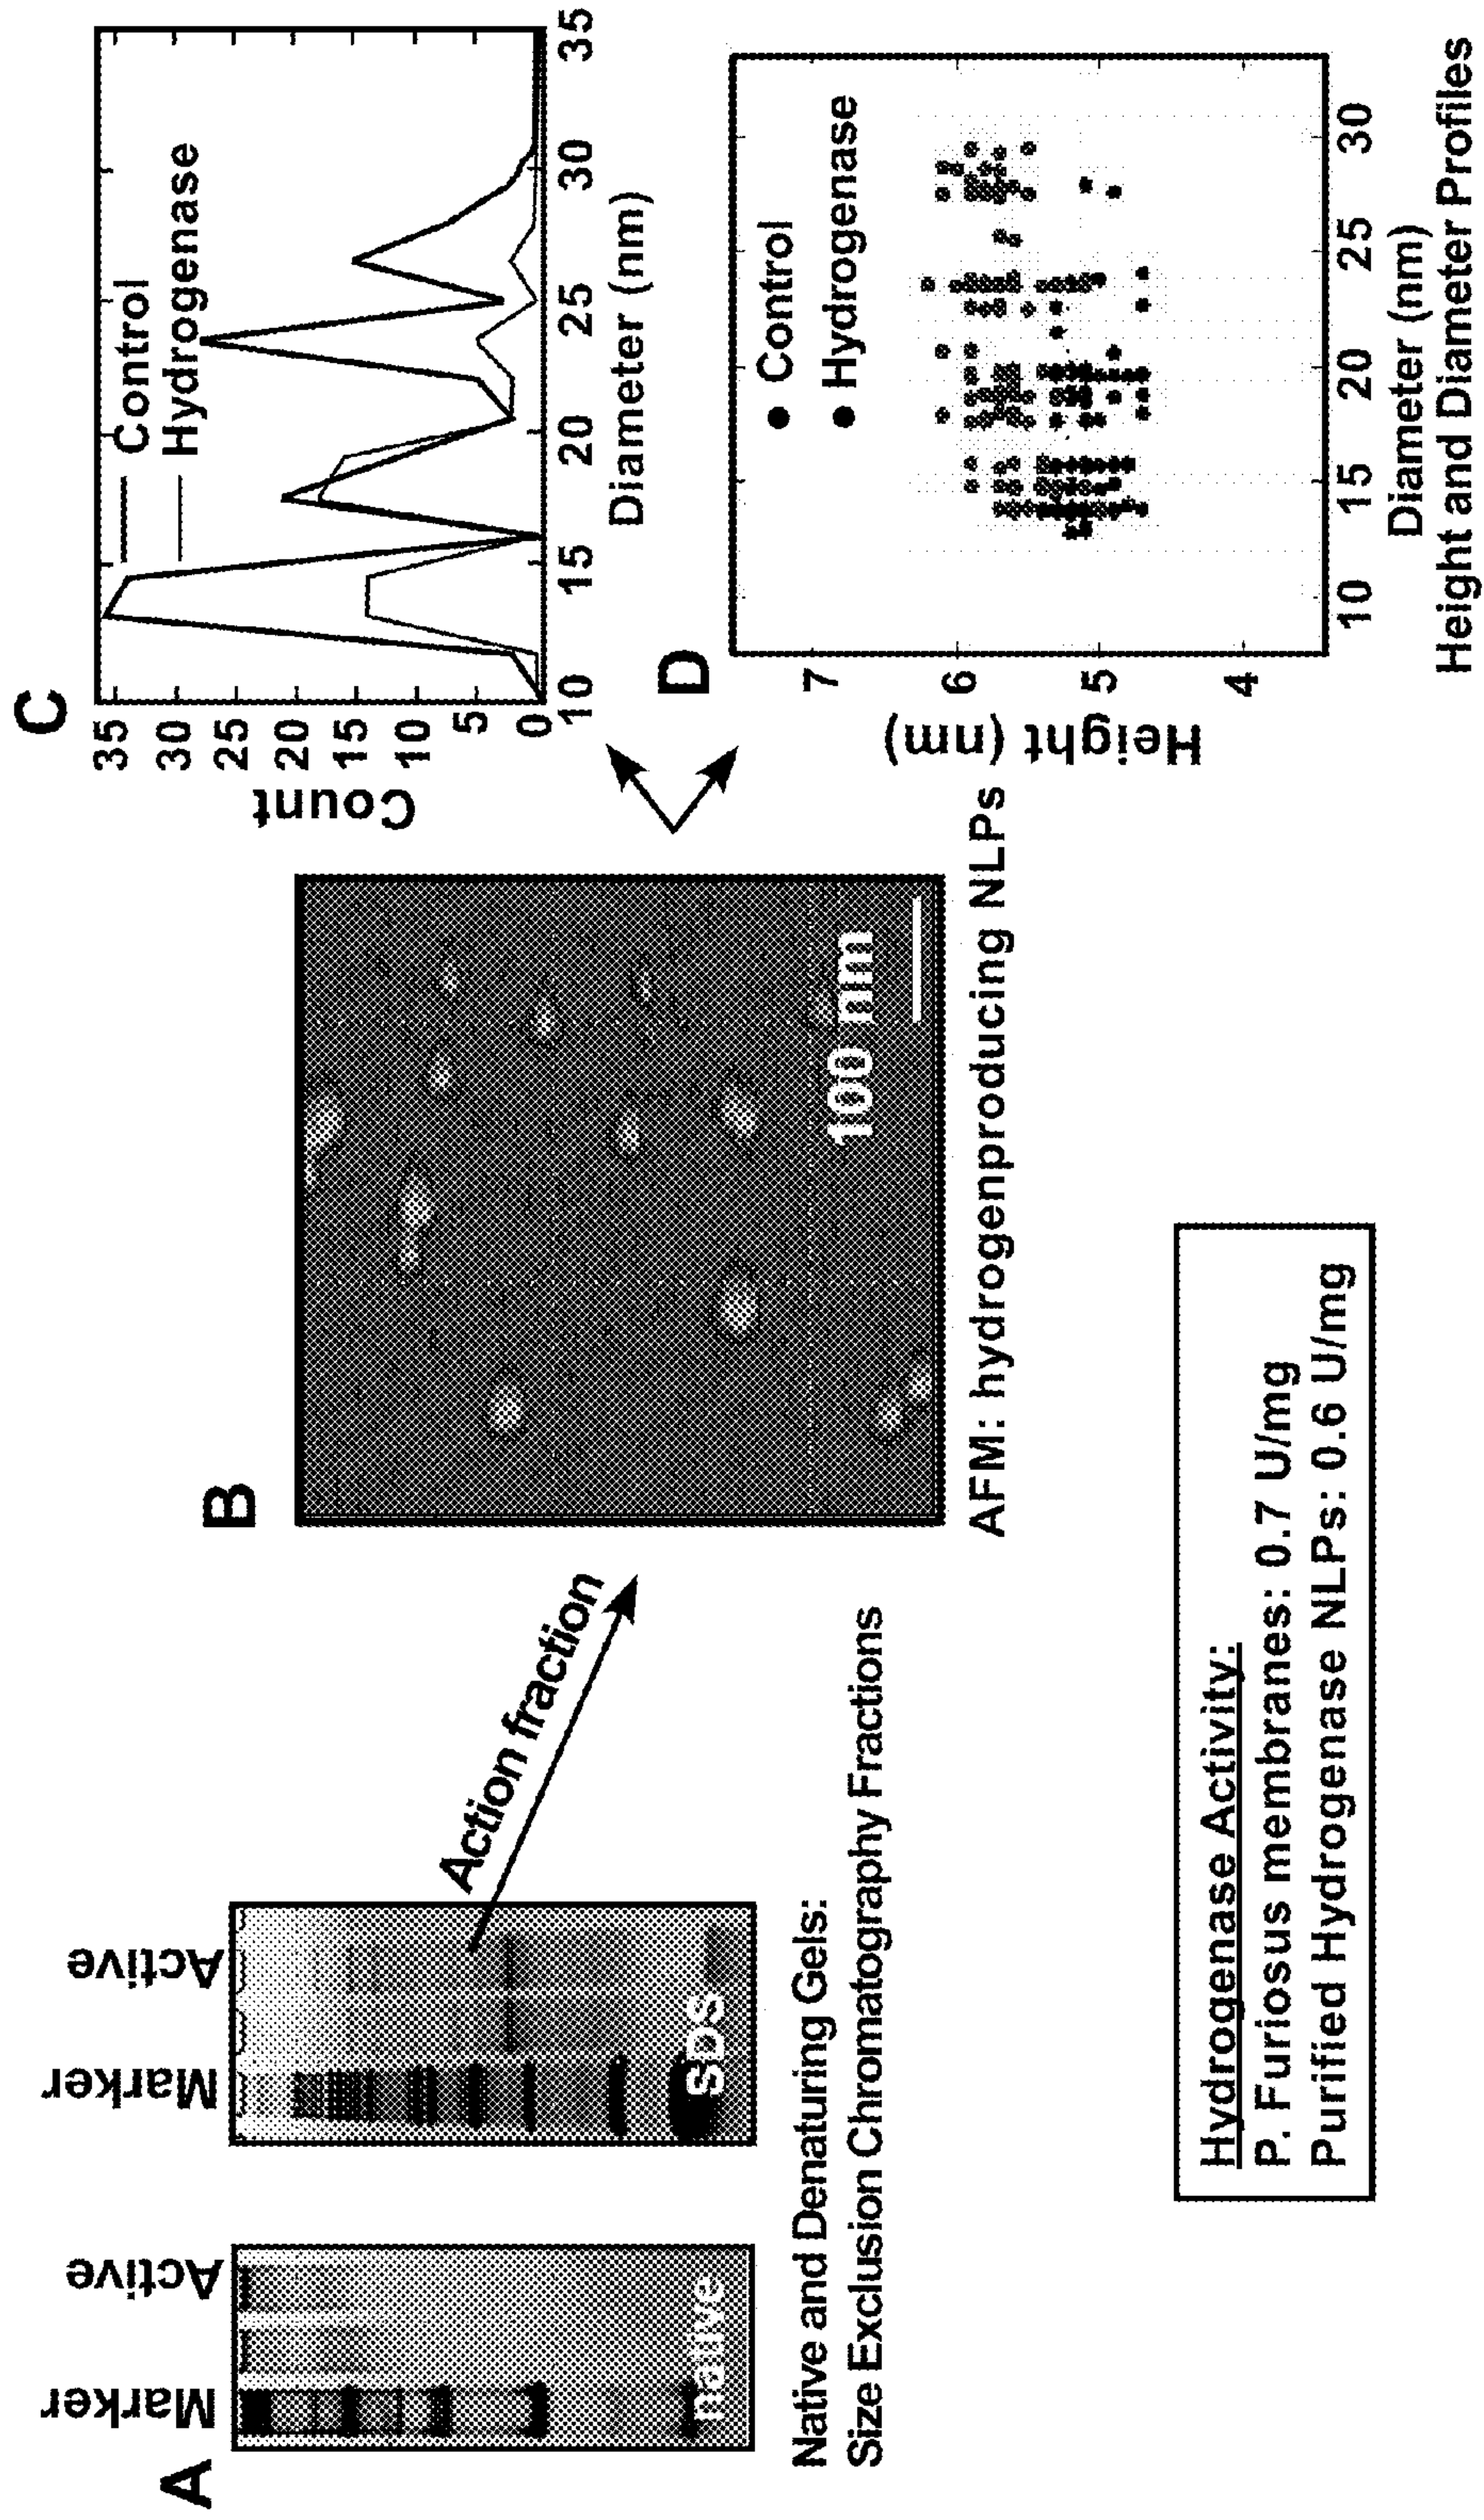 A
Marker
Active
native
Marker
Active
SDS
Action fraction
Native and Denaturing Gels:
Size Exclusion Chromatography Fractions
B
100 nm
AFM: hydrogenproducing NLPs
C
Count
35
30
25
20
15
10
5
0
Control
Hydrogenase
10
15
20
25
30
35
Diameter (nm)
D
Height (nm)
7
6
5
4
Control
Hydrogenase
10
15
20
25
30
Diameter (nm)
Height and Diameter Profiles
Hydrogenase Activity:
P. Furiosus membranes: 0.7 U/mg
Purified Hydrogenase NLPs: 0.6 U/mg